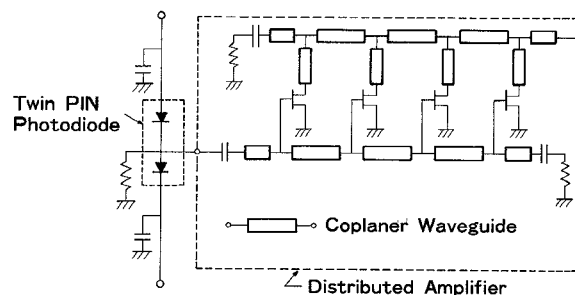 Twin PIN
Photodiode
Coplaner Waveguide
Distributed Amplifier